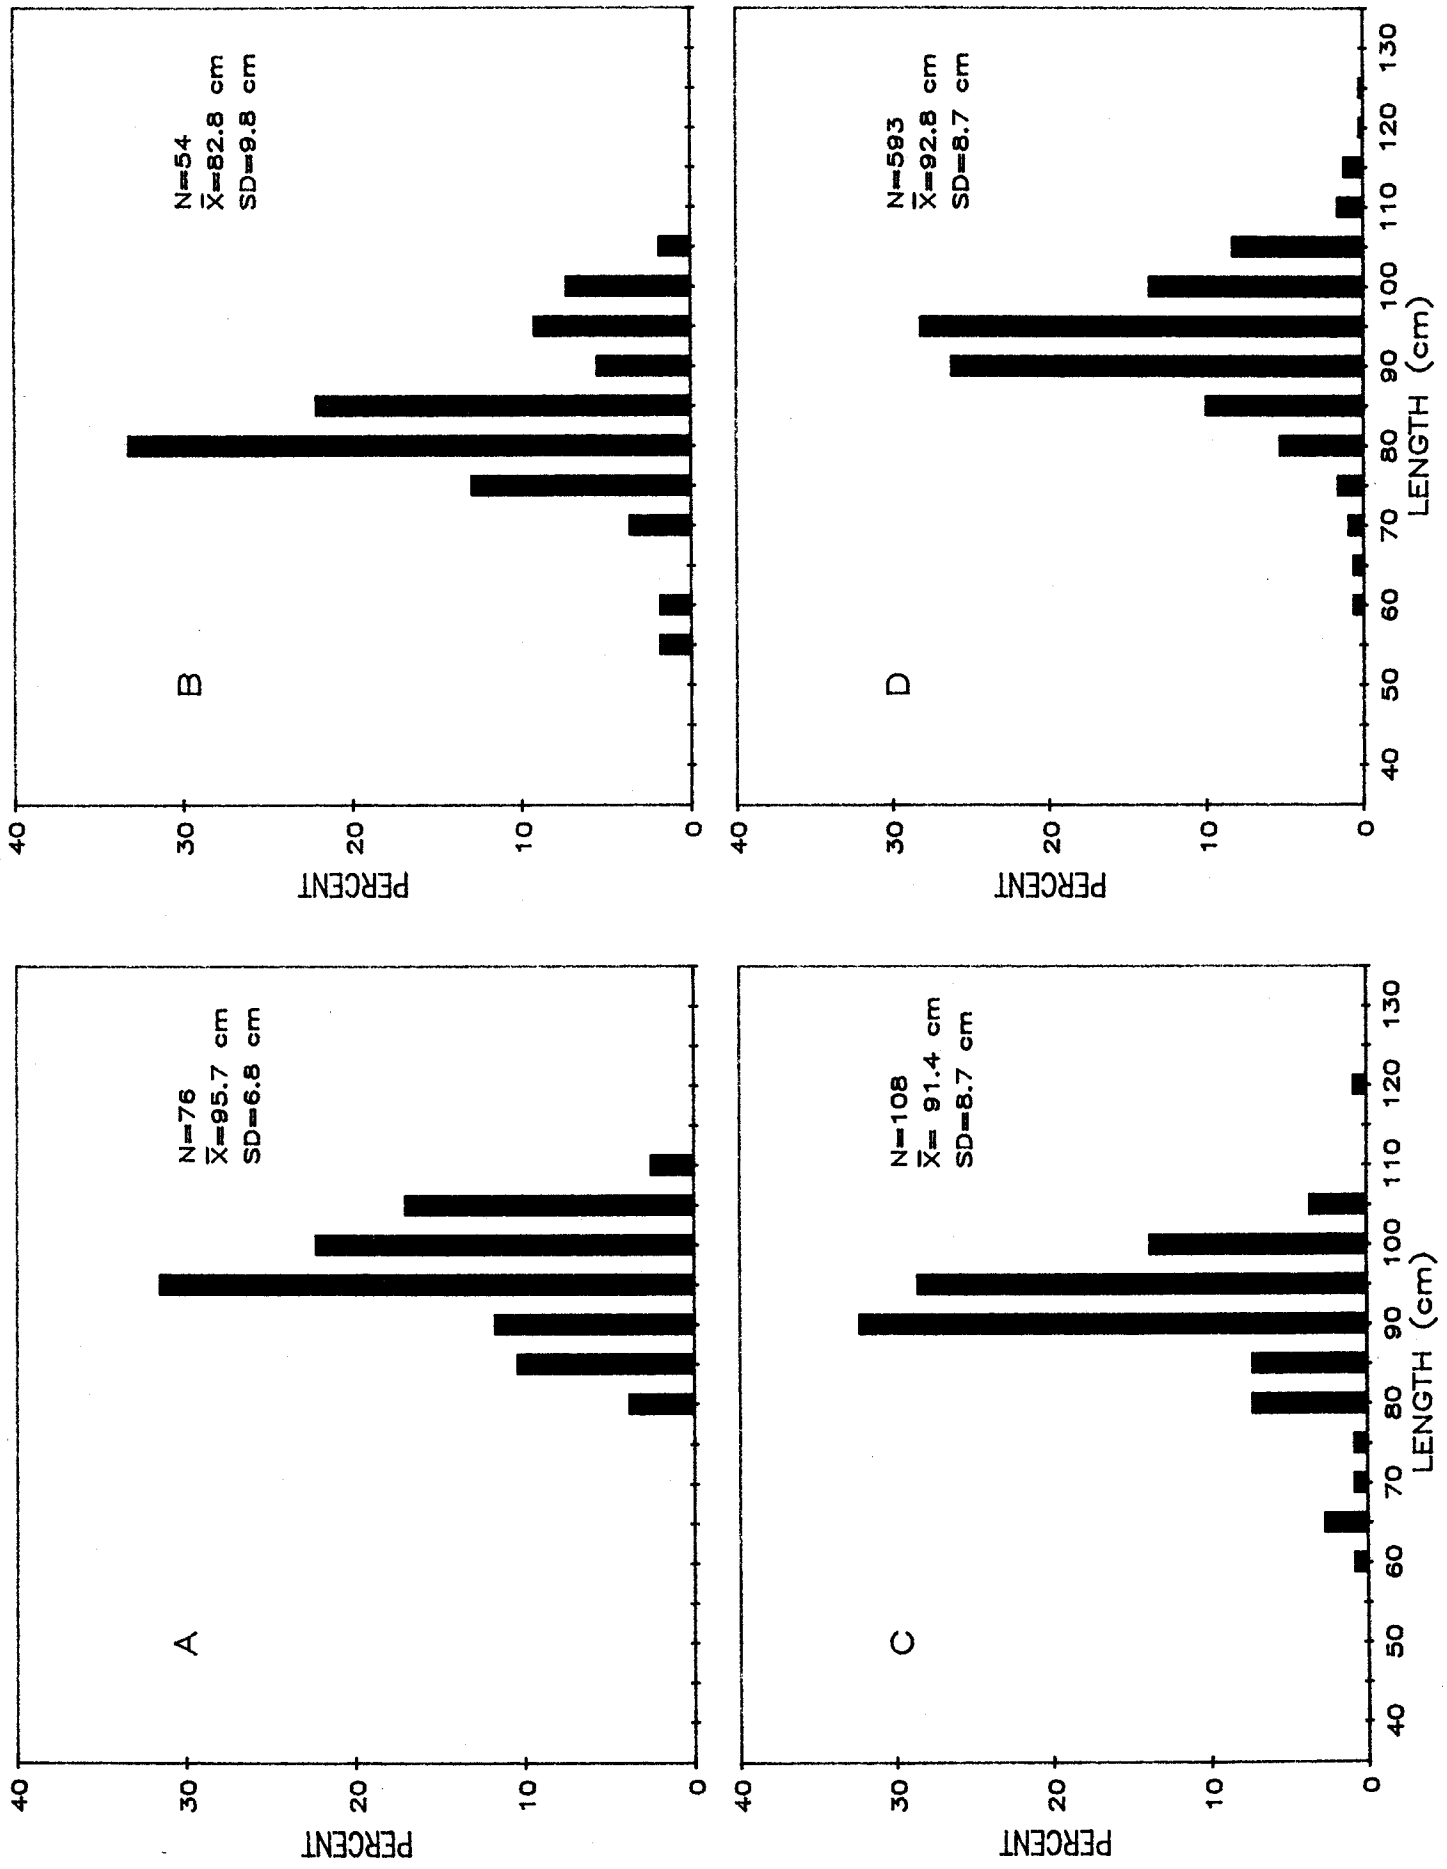 A
N=76
X̅=95.7 cm
SD=6.8 cm
PERCENT
40
30
20
10
0
B
N=54
X̅=82.8 cm
SD=9.8 cm
PERCENT
40
30
20
10
0
C
N=108
X̅= 91.4 cm
SD=8.7 cm
PERCENT
40
30
20
10
0
40 50 60 70 80 90 100 110 120 130
LENGTH (cm)
D
N=593
X̅=92.8 cm
SD=8.7 cm
PERCENT
40
30
20
10
0
40 50 60 70 80 90 100 110 120 130
LENGTH (cm)